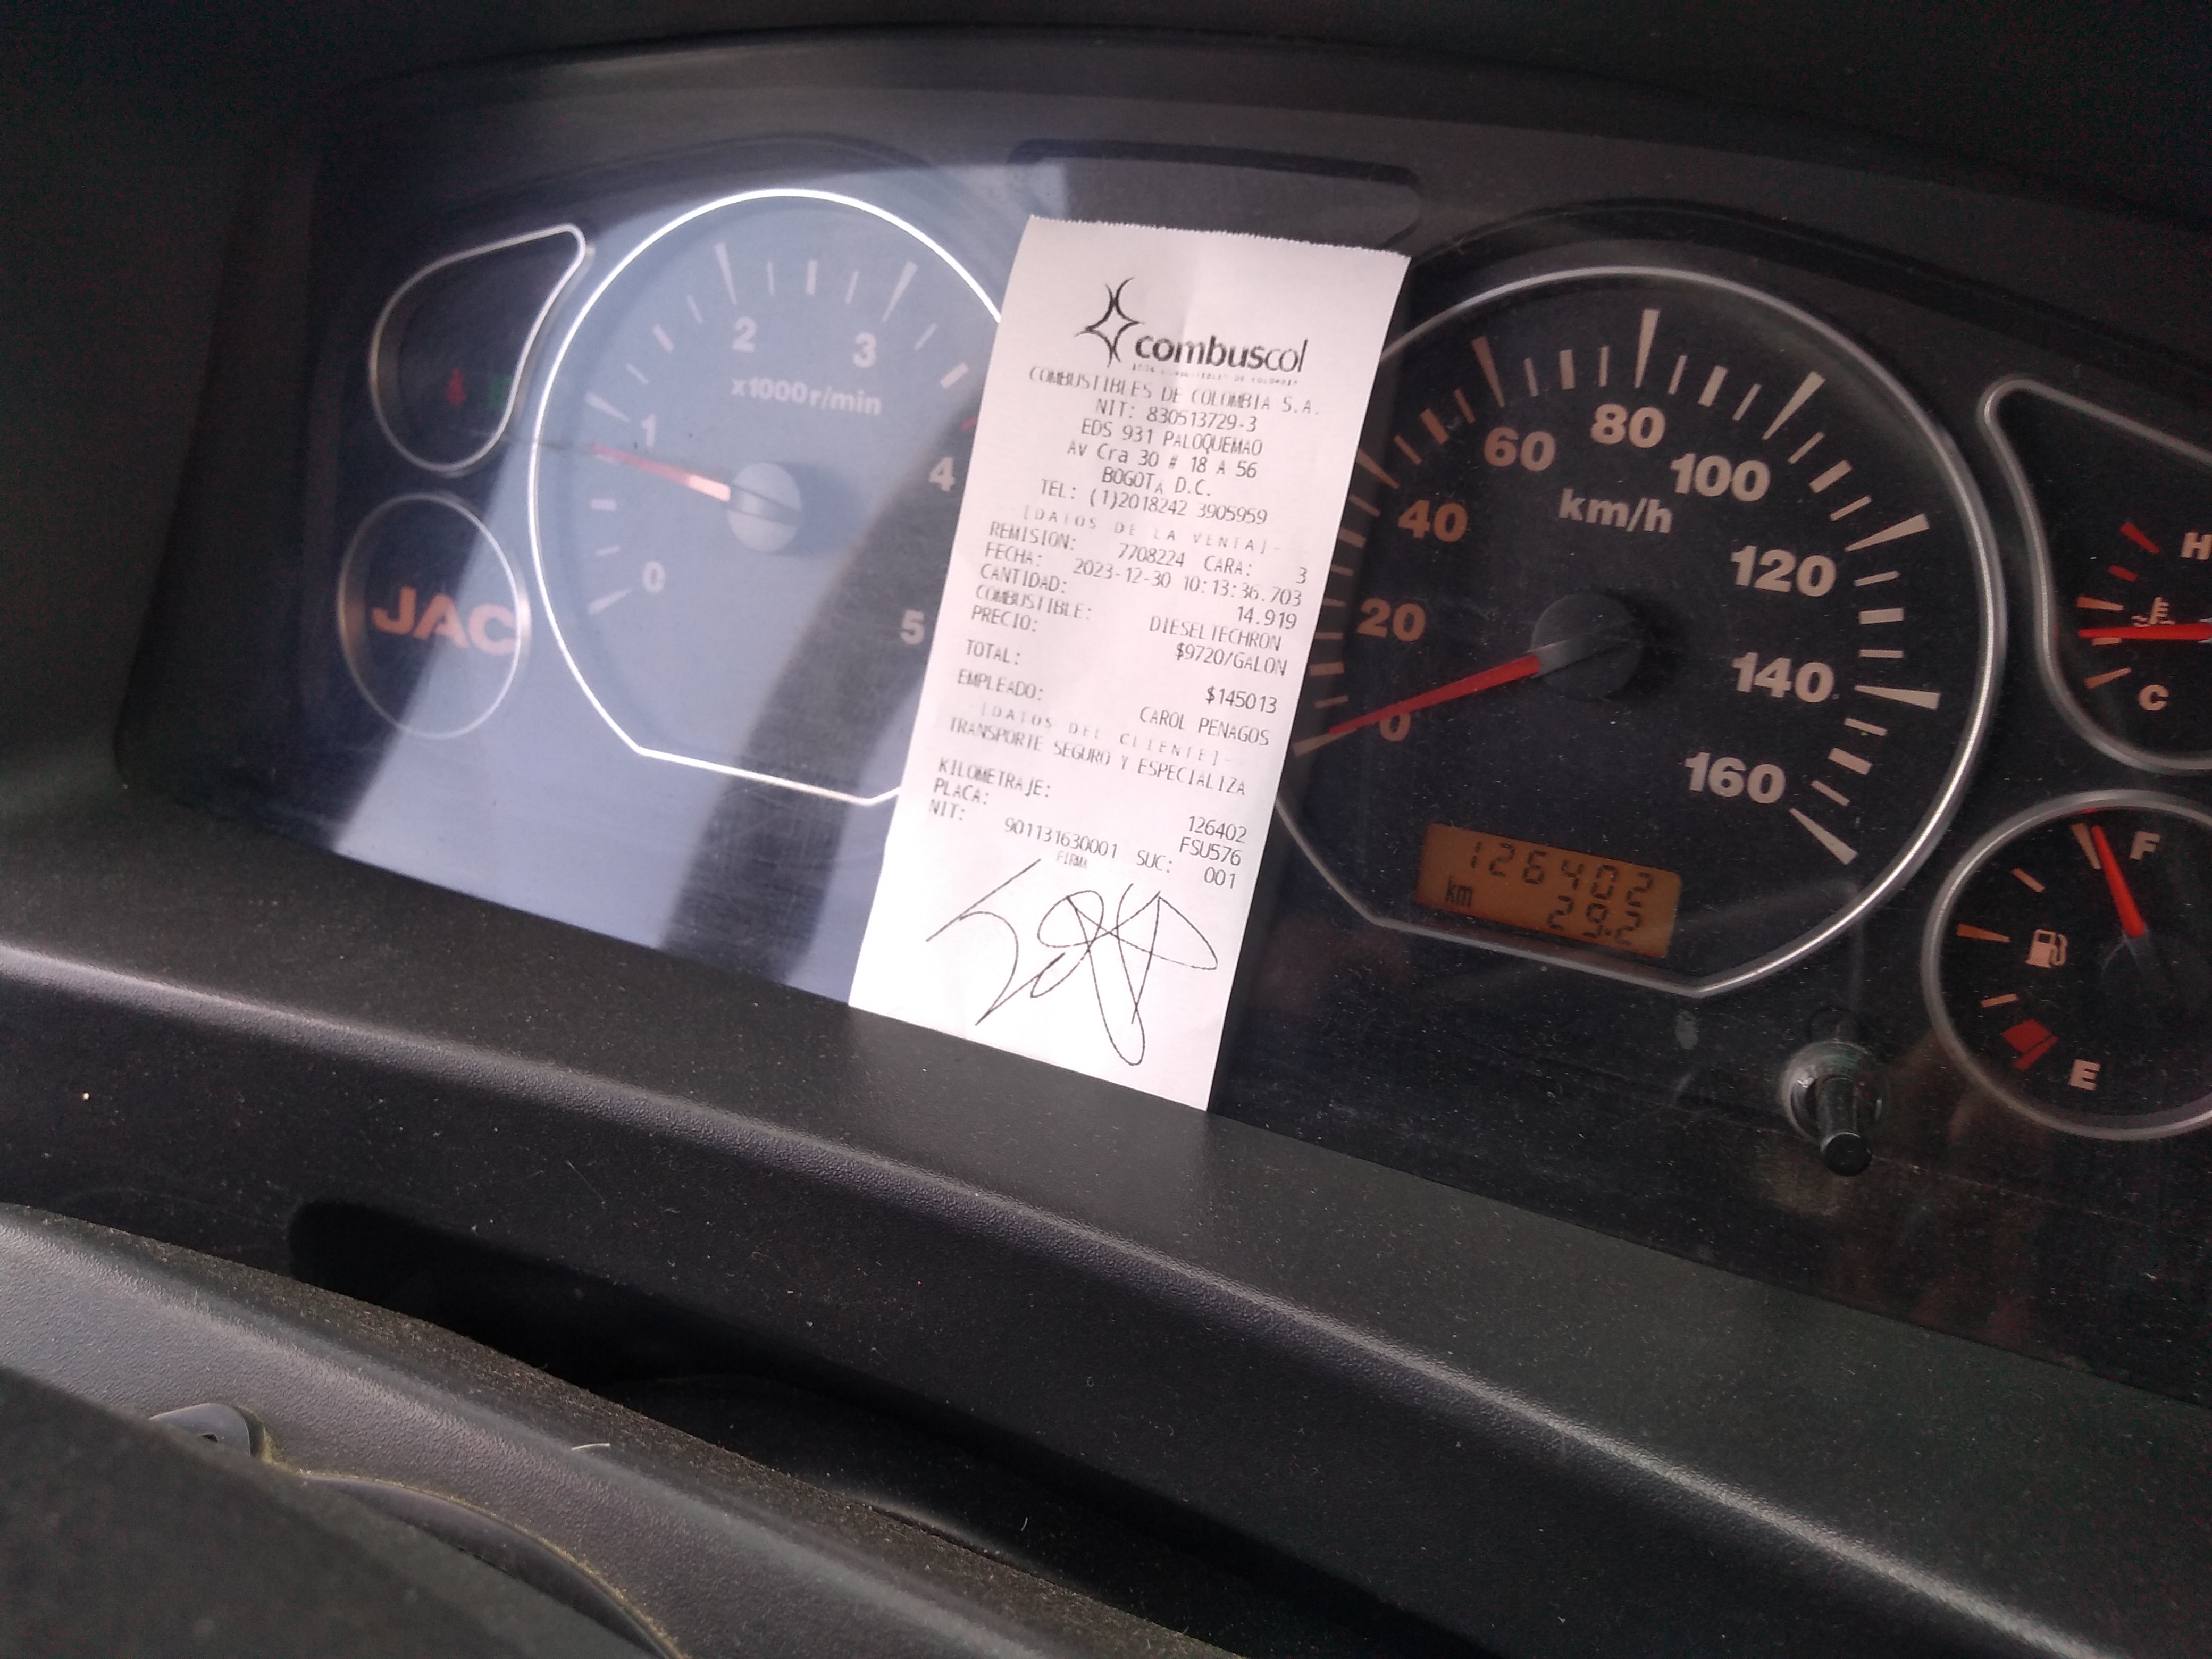 combuscol
COMBUSTIBLES DE COLOMBIA S.A.
NIT: 830513729-3
EDS 931 PALOQUEMAO
AV Cra 30 # 18 A 56
BOGOTA D.C.
TEL: (1)2018242 3905959
[DATOS DE LA VENTA]-
REMISION: 7708224 CARA: 3
FECHA: 2023-12-30 10:13:36.703
CANTIDAD: 14.919
COMBUSTIBLE: DIESELTECHRON
PRECIO: $9720/GALON
TOTAL: $145013
EMPLEADO: CAROL PENAGOS
-[DATOS DEL CLIENTE]-
TRANSPORTE SEGURO Y ESPECIALIZA
KILOMETRAJE: 126402
PLACA: FSU576
NIT: 901131630001 SUC: 001
FIRMA
JAC
0 1 2 3 4 5
x1000r/min
0 20 40 60 80 100 120 140 160
km/h
126402
km 29.2
H
C
F
E